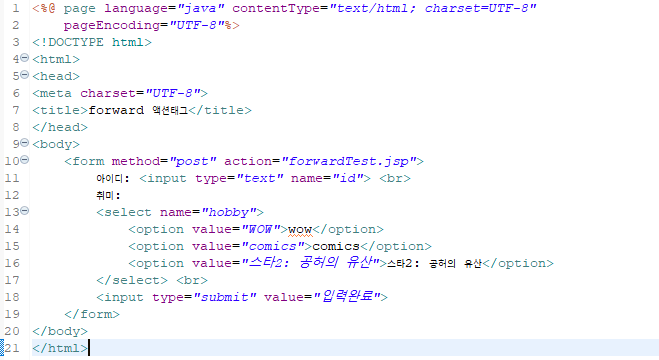 1 <%@ page language="java" contentType="text/html; charset=UTF-8"
2     pageEncoding="UTF-8"%>
3 <!DOCTYPE html>
4 <html>
5 <head>
6 <meta charset="UTF-8">
7 <title>forward 액션태그</title>
8 </head>
9 <body>
10     <form method="post" action="forwardTest.jsp">
11         아이디: <input type="text" name="id"> <br>
12         취미:
13         <select name="hobby">
14             <option value="WOW">wow</option>
15             <option value="comics">comics</option>
16             <option value="스타2: 공허의 유산">스타2: 공허의 유산</option>
17         </select> <br>
18         <input type="submit" value="입력완료">
19     </form>
20 </body>
21 </html>